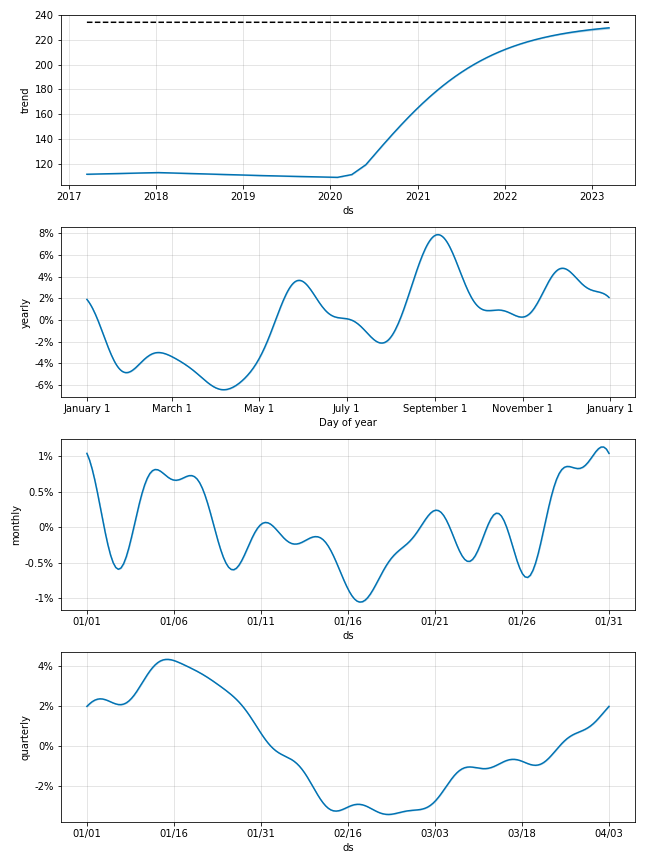 240
220
200
180
160
140
120
trend
2017 2018 2019 2020 2021 2022 2023
ds
8%
6%
4%
2%
0%
-2%
-4%
-6%
yearly
January 1 March 1 May 1 July 1 September 1 November 1 January 1
Day of year
1%
0.5%
0%
-0.5%
-1%
monthly
01/01 01/06 01/11 01/16 01/21 01/26 01/31
ds
4%
2%
0%
-2%
quarterly
01/01 01/16 01/31 02/16 03/03 03/18 04/03
ds